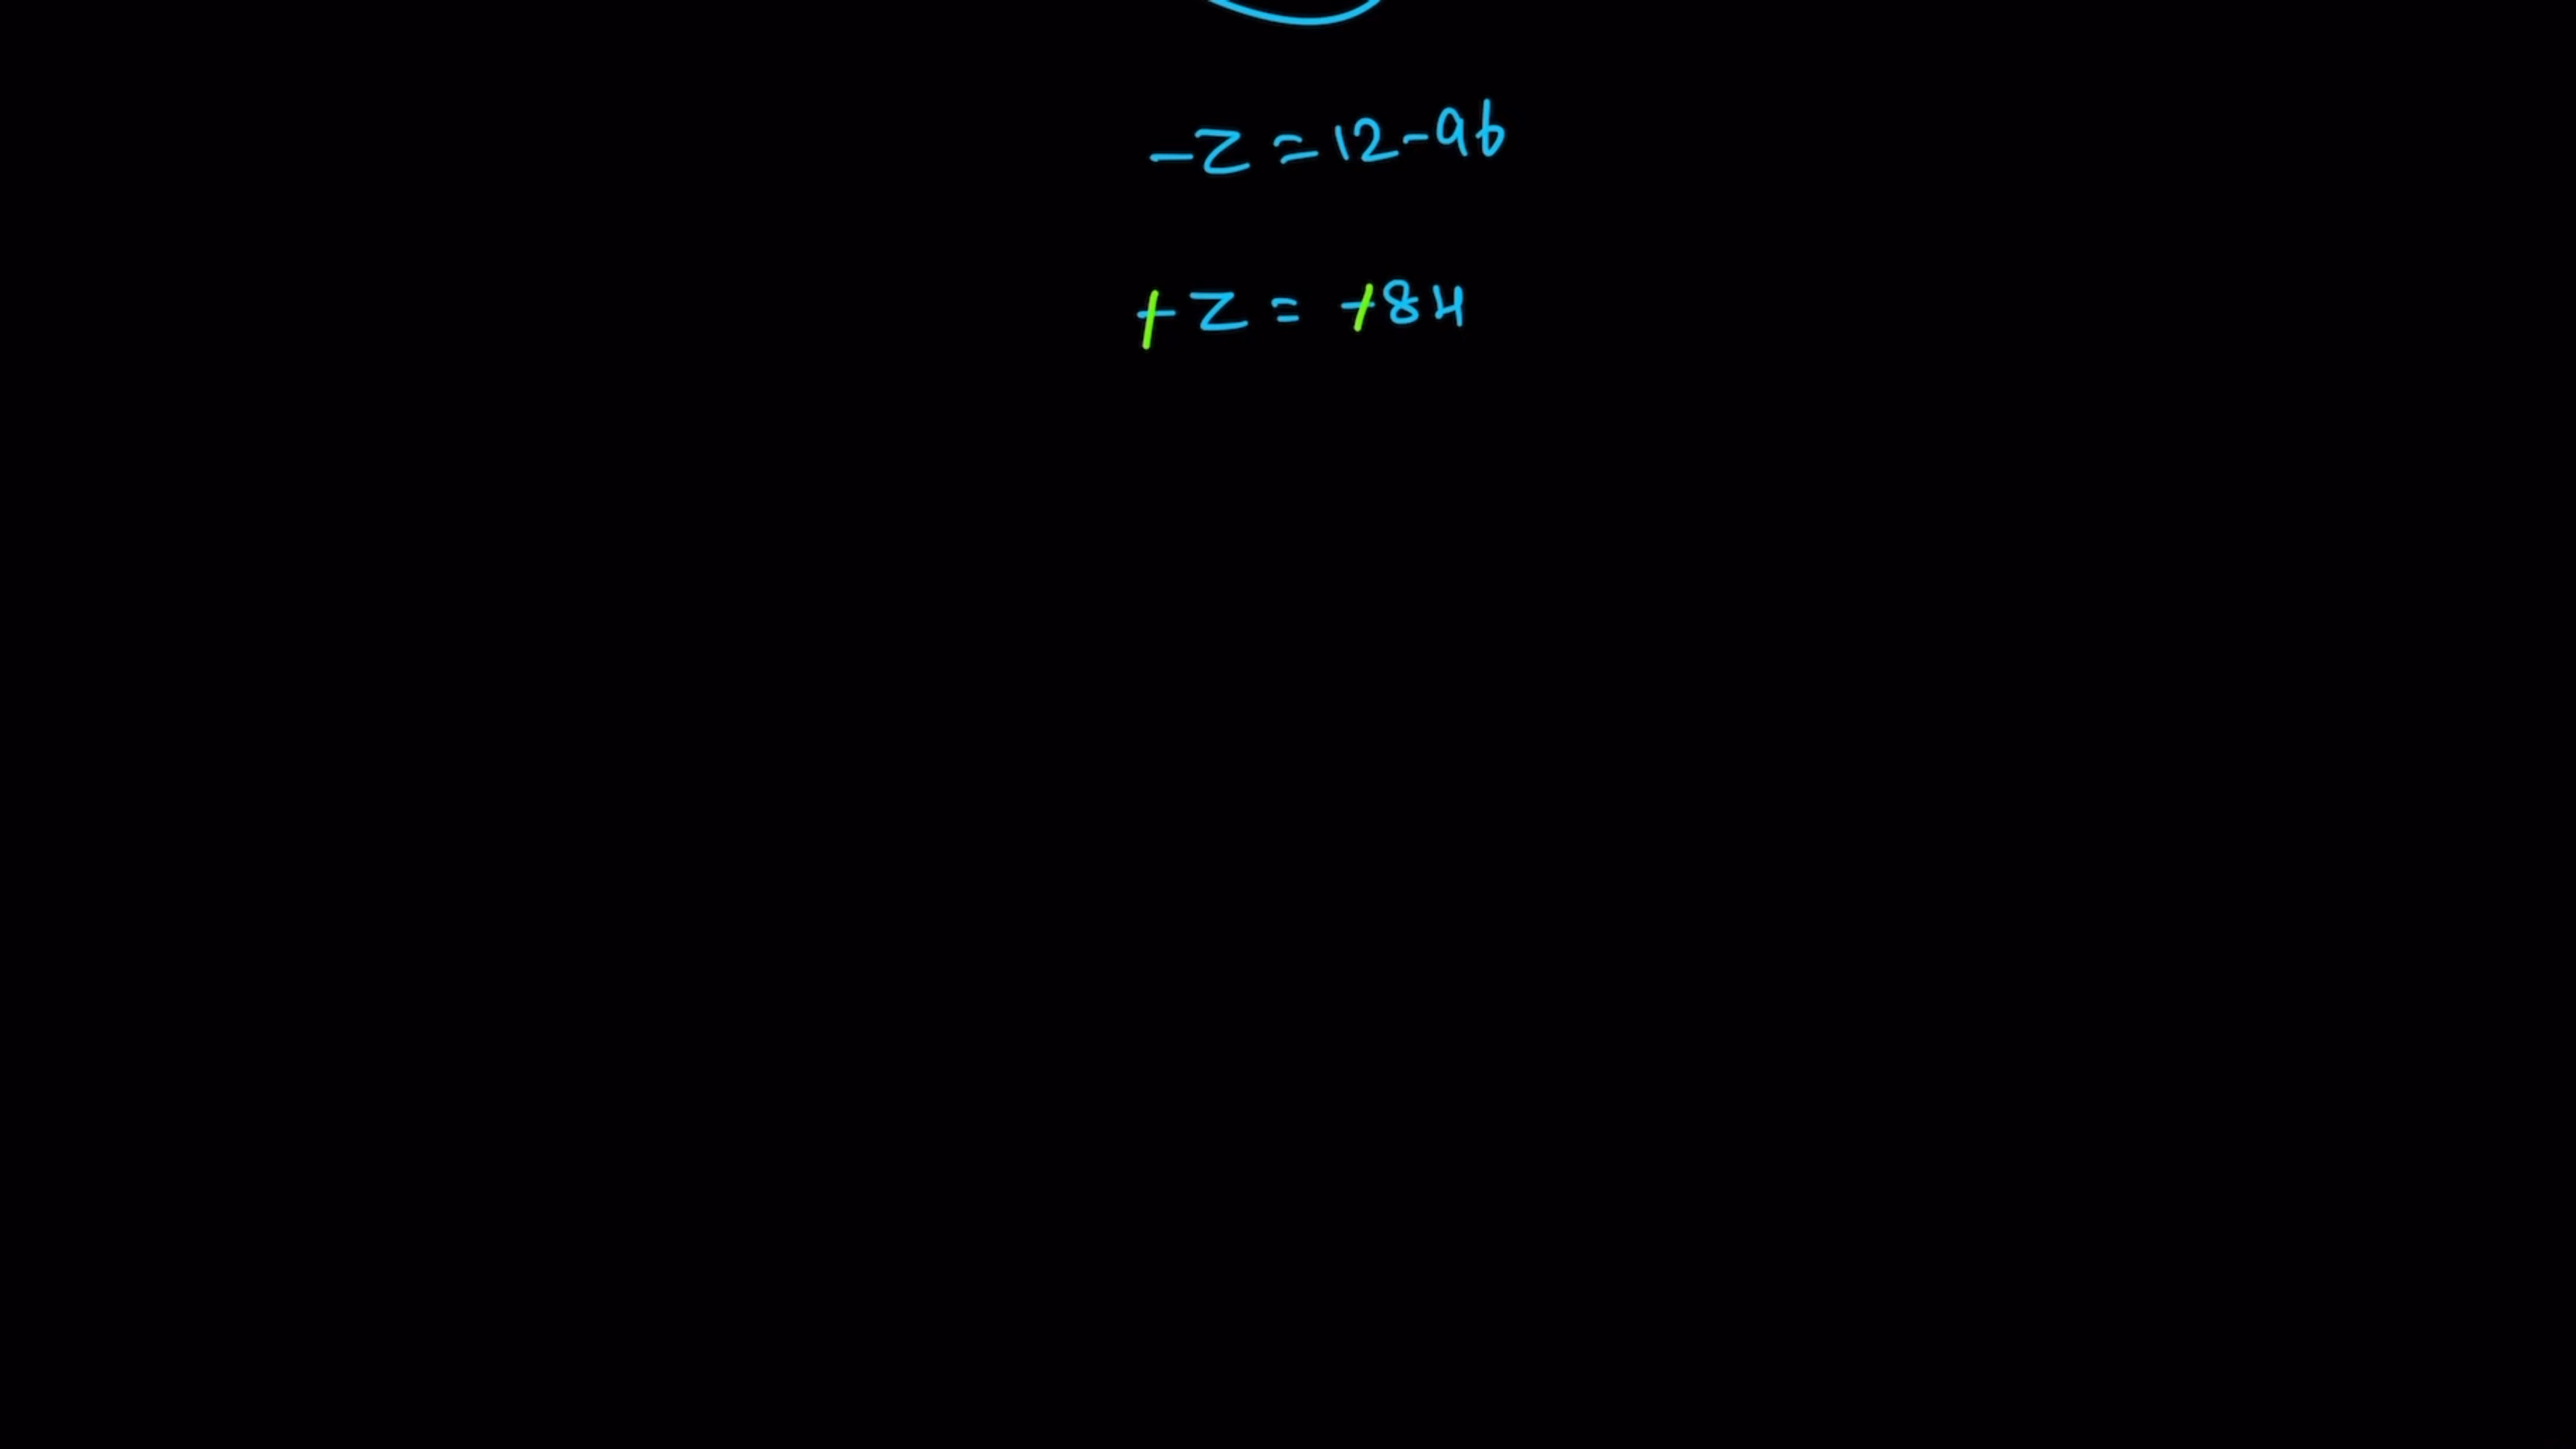 -Z = 12-96
-Z = -84